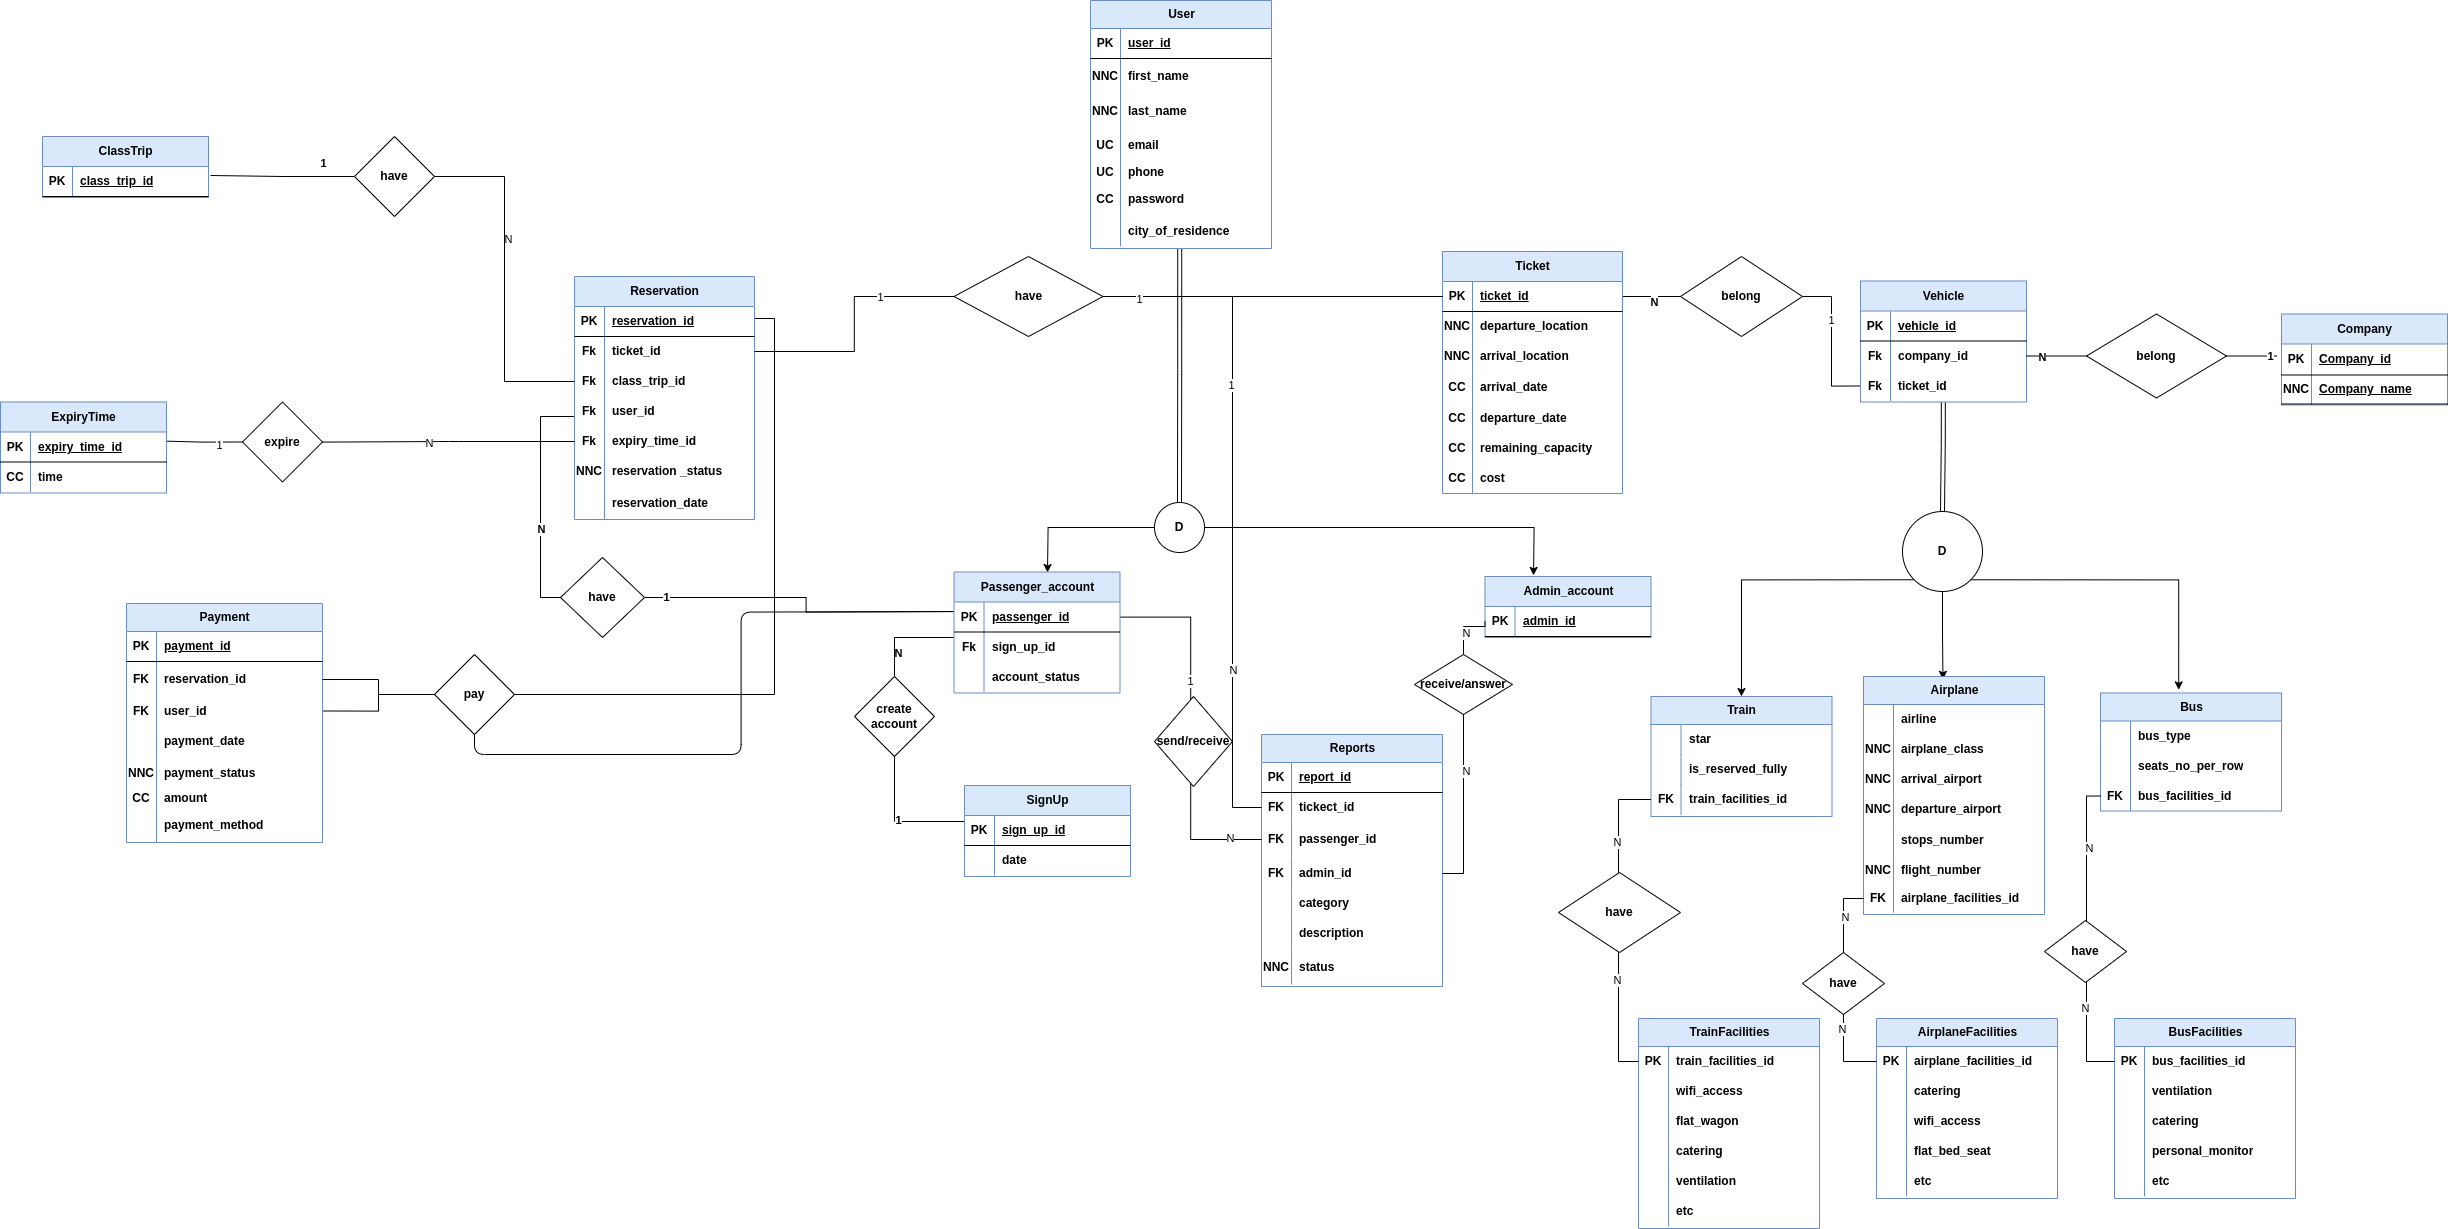 User
PK user_id
NNC first_name
NNC last_name
UC email
UC phone
CC password
city_of_residence
ClassTrip
PK class_trip_id
1
have
N
Reservation
PK reservation_id
Fk ticket_id
Fk class_trip_id
Fk user_id
Fk expiry_time_id
NNC reservation _status
reservation_date
1
have
1
1
N
Ticket
PK ticket_id
NNC departure_location
NNC arrival_location
CC arrival_date
CC departure_date
CC remaining_capacity
CC cost
N
belong
1
Vehicle
PK vehicle_id
Fk company_id
Fk ticket_id
N
belong
1
Company
PK Company_id
NNC Company_name
ExpiryTime
PK expiry_time_id
CC time
1
expire
N
N
have
1
D
D
Passenger_account
PK passenger_id
Fk sign_up_id
account_status
Admin_account
PK admin_id
Payment
PK payment_id
FK reservation_id
FK user_id
payment_date
NNC payment_status
CC amount
payment_method
pay
N
create
account
1
SignUp
PK sign_up_id
date
1
send/receive
N
N
receive/answer
N
Reports
PK report_id
FK tickect_id
FK passenger_id
FK admin_id
category
description
NNC status
Train
star
is_reserved_fully
FK train_facilities_id
Airplane
airline
NNC airplane_class
NNC arrival_airport
NNC departure_airport
stops_number
NNC flight_number
FK airplane_facilities_id
Bus
bus_type
seats_no_per_row
FK bus_facilities_id
N
have
N
N
have
N
N
have
N
TrainFacilities
PK train_facilities_id
wifi_access
flat_wagon
catering
ventilation
etc
AirplaneFacilities
PK airplane_facilities_id
catering
wifi_access
flat_bed_seat
etc
BusFacilities
PK bus_facilities_id
ventilation
catering
personal_monitor
etc